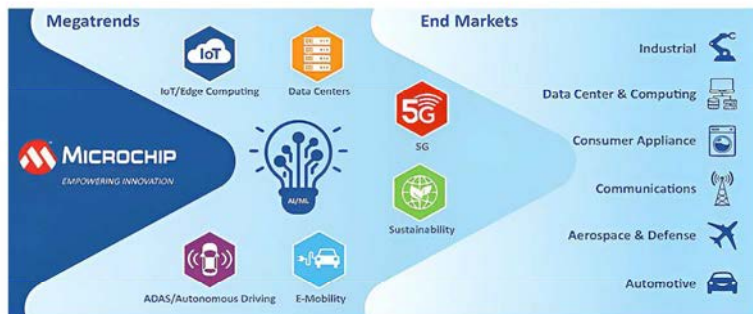 Megatrends
End Markets
IoT
IoT/Edge Computing
Data Centers
MICROCHIP
EMPOWERING INNOVATION
AI/ML
5G
5G
Sustainability
ADAS/Autonomous Driving
E-Mobility
Industrial
Data Center & Computing
Consumer Appliance
Communications
Aerospace & Defense
Automotive